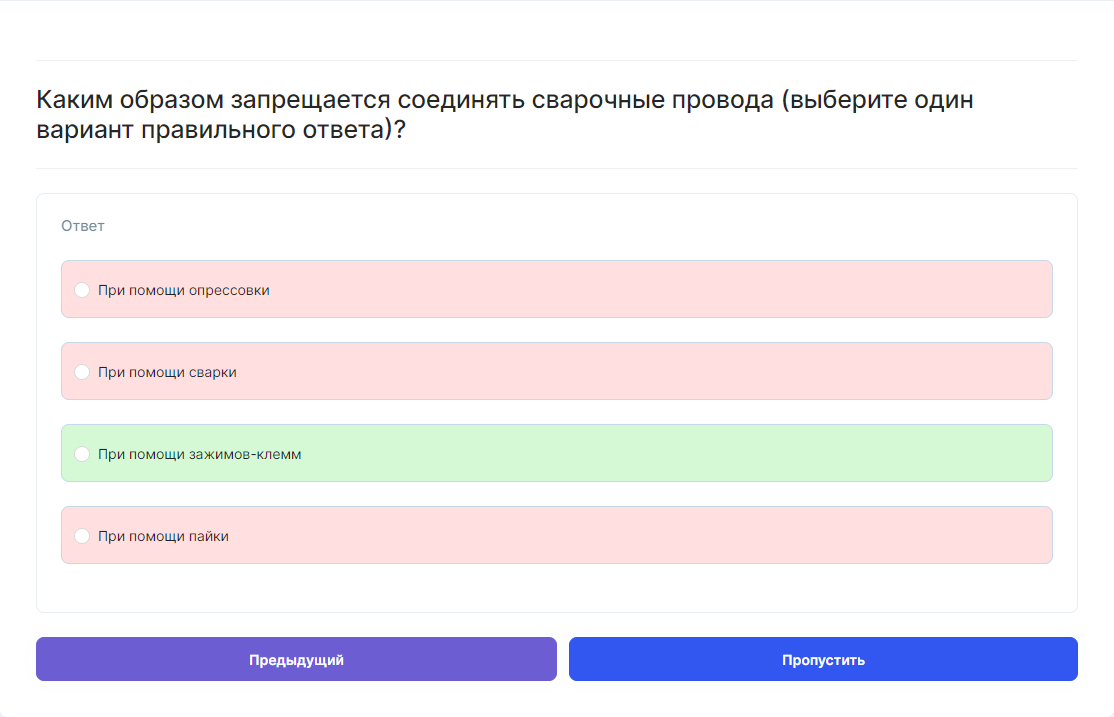 Каким образом запрещается соединять сварочные провода (выберите один
вариант правильного ответа)?
Ответ
При помощи опрессовки
При помощи сварки
При помощи зажимов-клемм
При помощи пайки
Предыдущий
Пропустить